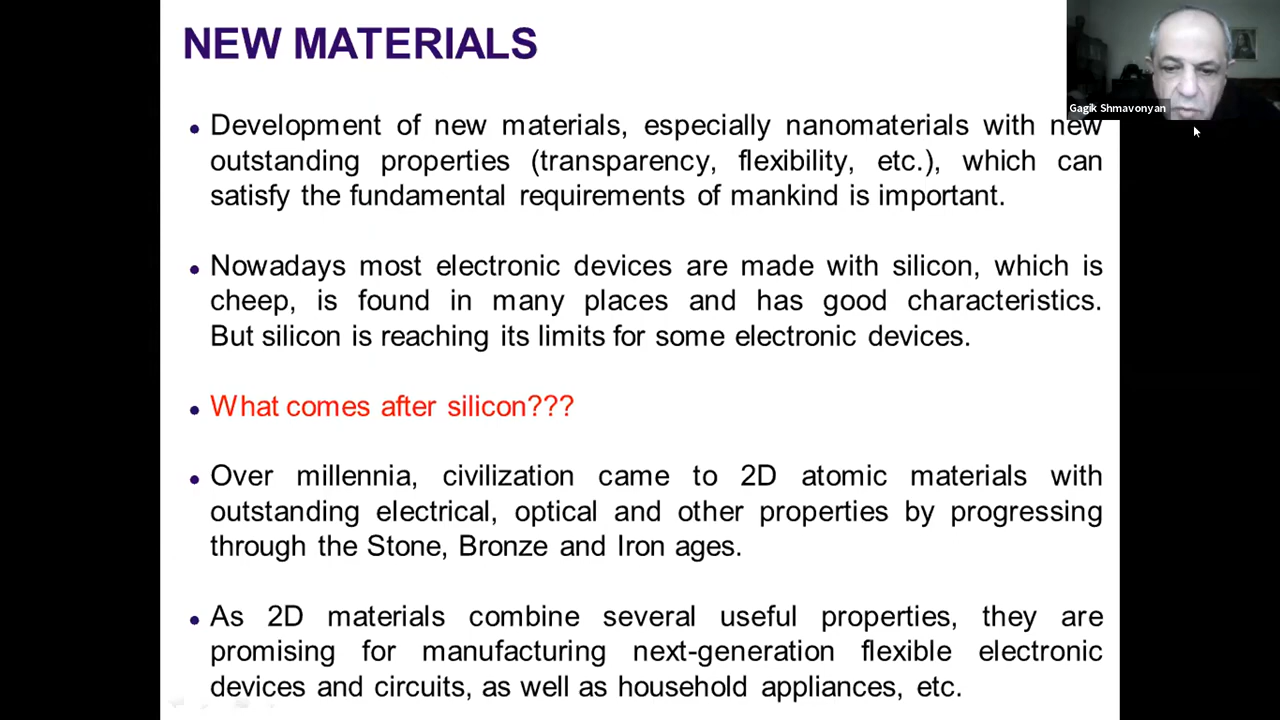 NEW MATERIALS
Gagik Shmavonyan
• Development of new materials, especially nanomaterials with new
outstanding properties (transparency, flexibility, etc.), which can
satisfy the fundamental requirements of mankind is important.
• Nowadays most electronic devices are made with silicon, which is
cheep, is found in many places and has good characteristics.
But silicon is reaching its limits for some electronic devices.
• What comes after silicon???
• Over millennia, civilization came to 2D atomic materials with
outstanding electrical, optical and other properties by progressing
through the Stone, Bronze and Iron ages.
• As 2D materials combine several useful properties, they are
promising for manufacturing next-generation flexible electronic
devices and circuits, as well as household appliances, etc.